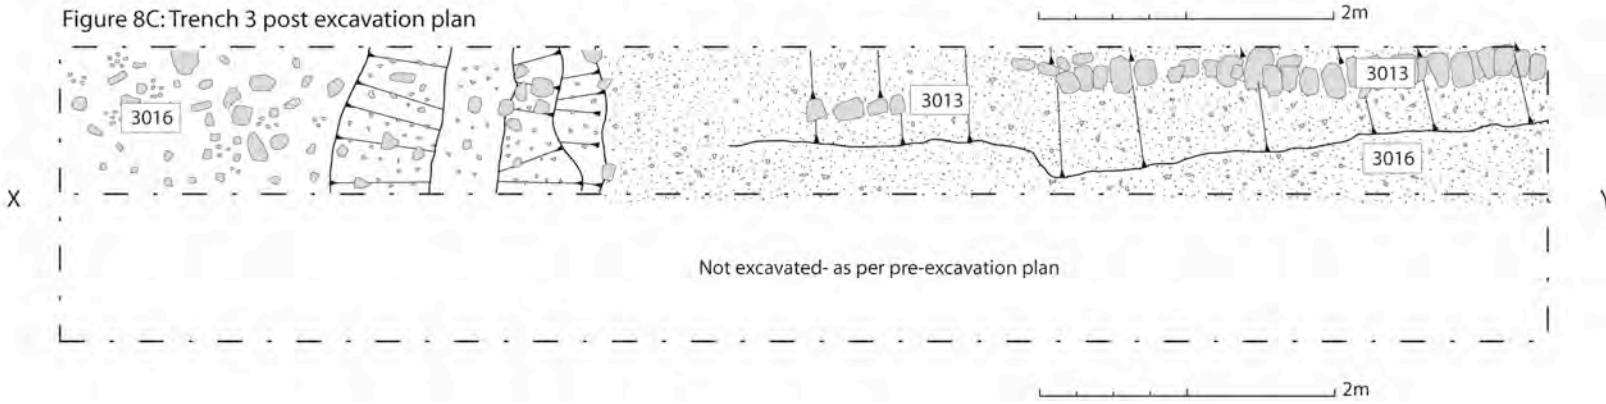 Figure 8C: Trench 3 post excavation plan
2m
3013
3013
3016
3016
X
Not excavated- as per pre-excavation plan
2m